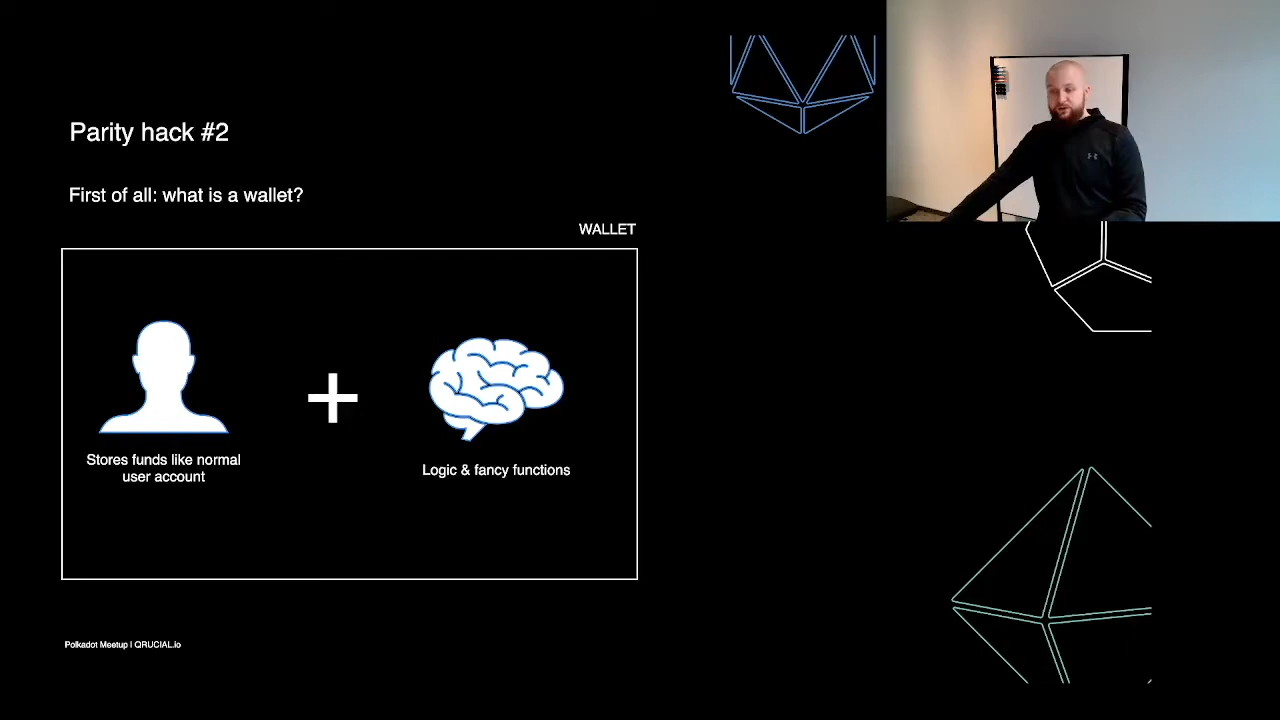 Parity hack #2
First of all: what is a wallet?
WALLET
Stores funds like normal
user account
Logic & fancy functions
Polkadot Meetup | QRUCIAL.io